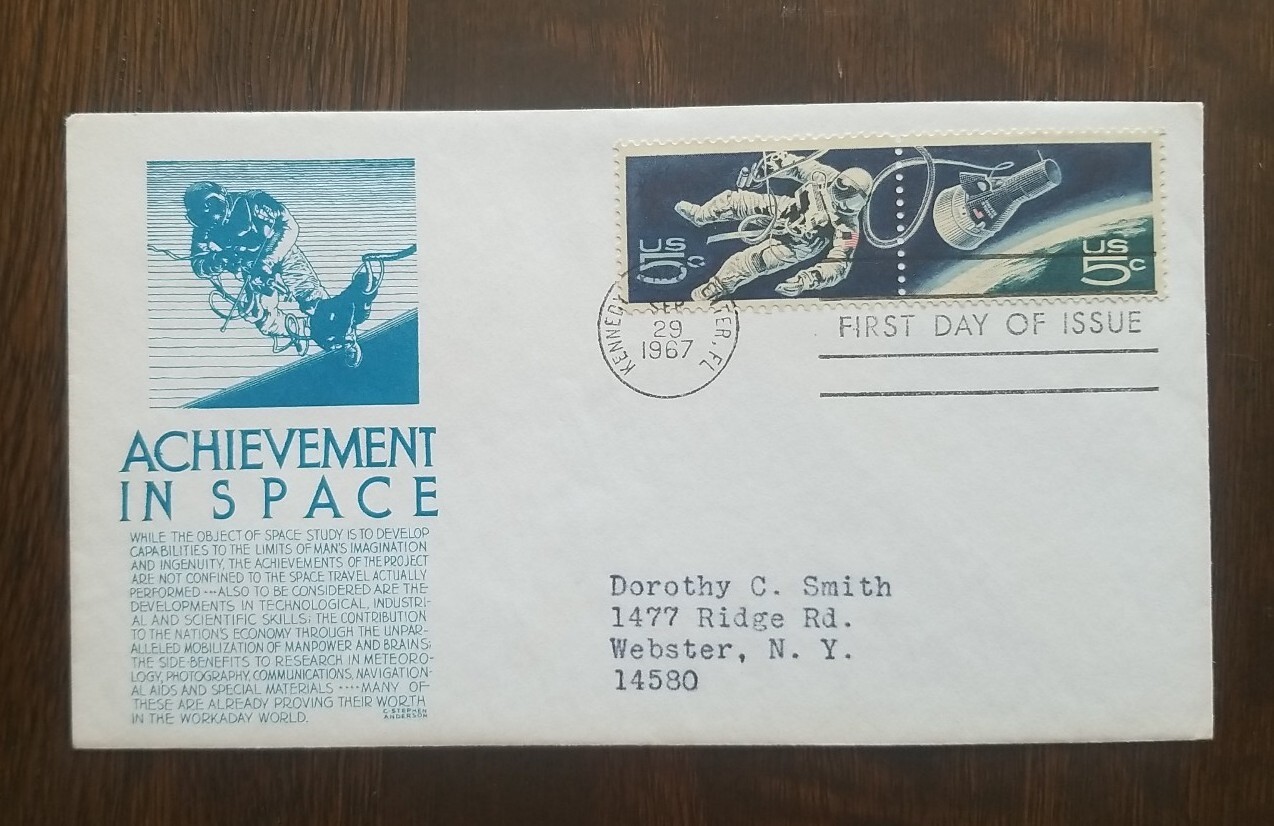 US
5c
US
5c
KENNEDY
TER, FL
SEP
29
1967
FIRST DAY OF ISSUE
ACHIEVEMENT
IN SPACE
WHILE THE OBJECT OF SPACE STUDY IS TO DEVELOP
CAPABILITIES TO THE LIMITS OF MAN'S IMAGINATION
AND INGENUITY, THE ACHIEVEMENTS OF THE PROJECT
ARE NOT CONFINED TO THE SPACE TRAVEL ACTUALLY
PERFORMED ---ALSO TO BE CONSIDERED ARE THE
DEVELOPMENTS IN TECHNOLOGICAL, INDUSTRI-
AL AND SCIENTIFIC SKILLS; THE CONTRIBUTION
TO THE NATION'S ECONOMY THROUGH THE UNPAR-
ALLELED MOBILIZATION OF MANPOWER AND BRAINS;
THE SIDE-BENEFITS TO RESEARCH IN METEORO-
LOGY, PHOTOGRAPHY, COMMUNICATIONS, NAVIGATION-
AL AIDS AND SPECIAL MATERIALS ----MANY OF
THESE ARE ALREADY PROVING THEIR WORTH
IN THE WORKADAY WORLD.
C. STEPHEN
ANDERSON
Dorothy C. Smith
1477 Ridge Rd.
Webster, N. Y.
14580